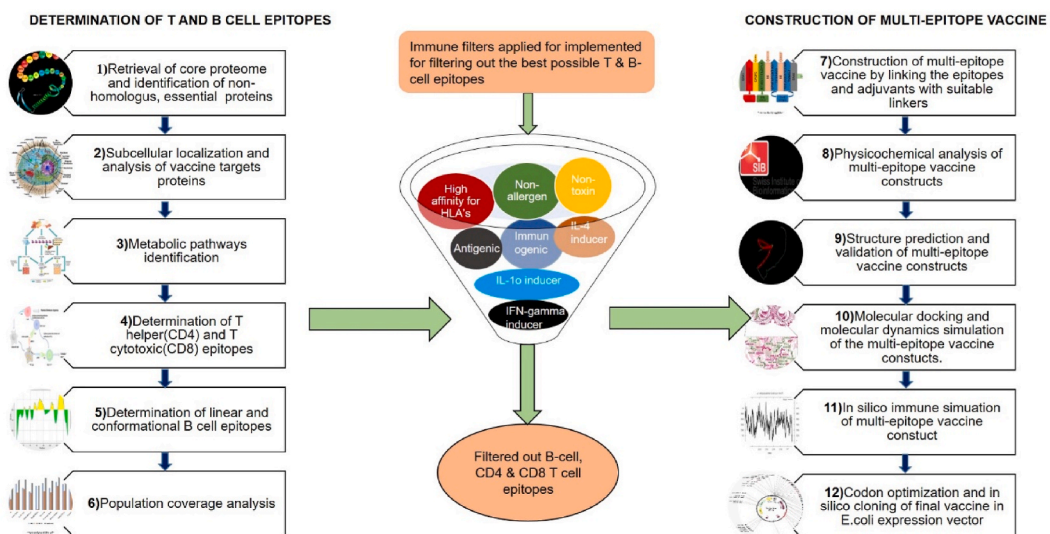 DETERMINATION OF T AND B CELL EPITOPES
1)Retrieval of core proteome
and identification of non-
homologus, essential proteins
2)Subcellular localization and
analysis of vaccine targets
proteins
3)Metabolic pathways
identification
4)Determination of T
helper(CD4) and T
cytotoxic(CD8) epitopes
5)Determination of linear and
conformational B cell epitopes
6)Population coverage analysis
Immune filters applied for implemented
for filtering out the best possible T & B-
cell epitopes
High
affinity for
HLA's
Non-
allergen
Non-
toxin
Antigenic
Immun
ogenic
IL-4
inducer
IL-1o inducer
IFN-gamma
inducer
Filtered out B-cell,
CD4 & CD8 T cell
epitopes
CONSTRUCTION OF MULTI-EPITOPE VACCINE
7)Construction of multi-epitope
vaccine by linking the epitopes
and adjuvants with suitable
linkers
SIB
Swiss Institute of
Bioinformatics
8)Physicochemical analysis of
multi-epitope vaccine
constructs
9)Structure prediction and
validation of multi-epitope
vaccine constructs
10)Molecular docking and
molecular dynamics simulation
of the multi-epitope vaccine
constucts.
11)In silico immune simuation
of multi-epitope vaccine
constuct
12)Codon optimization and in
silico cloning of final vaccine in
E.coli expression vector